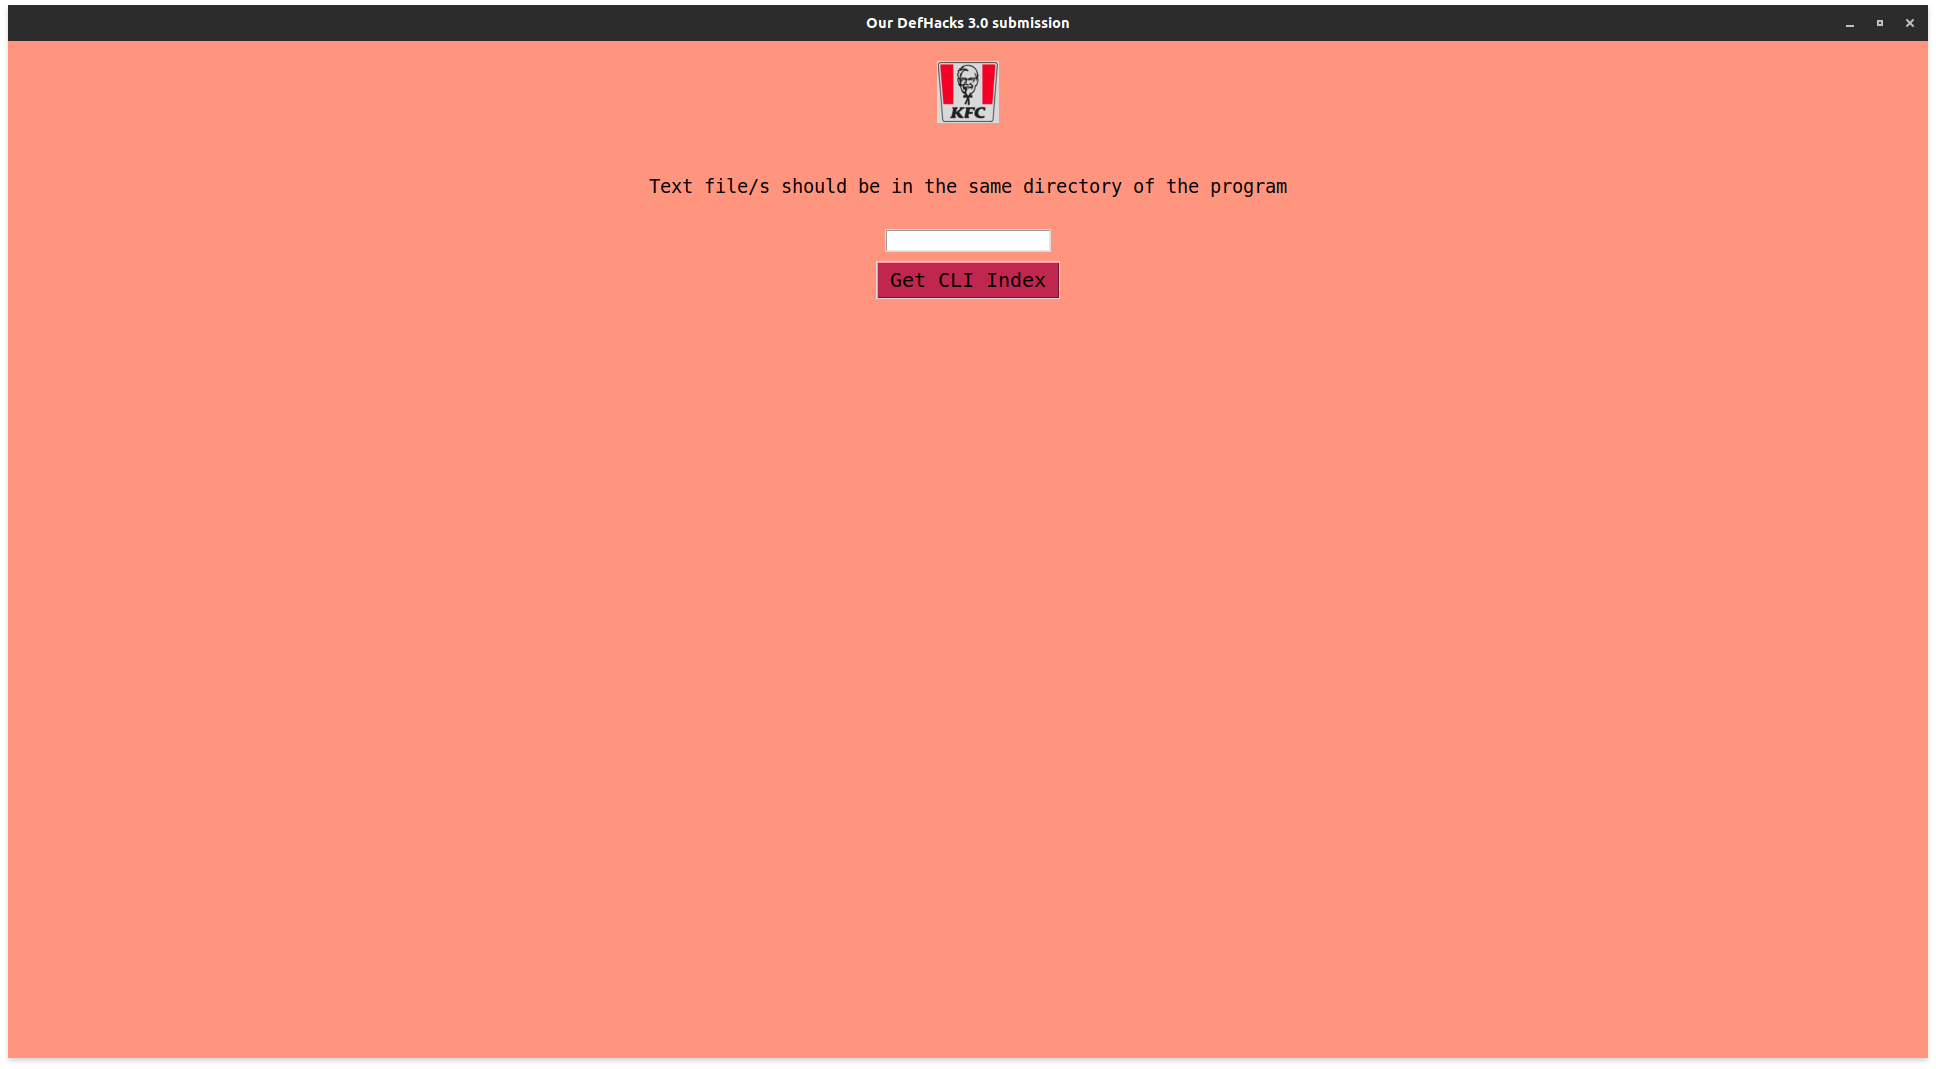 Our DefHacks 3.0 submission
KFC
Text file/s should be in the same directory of the program
Get CLI Index